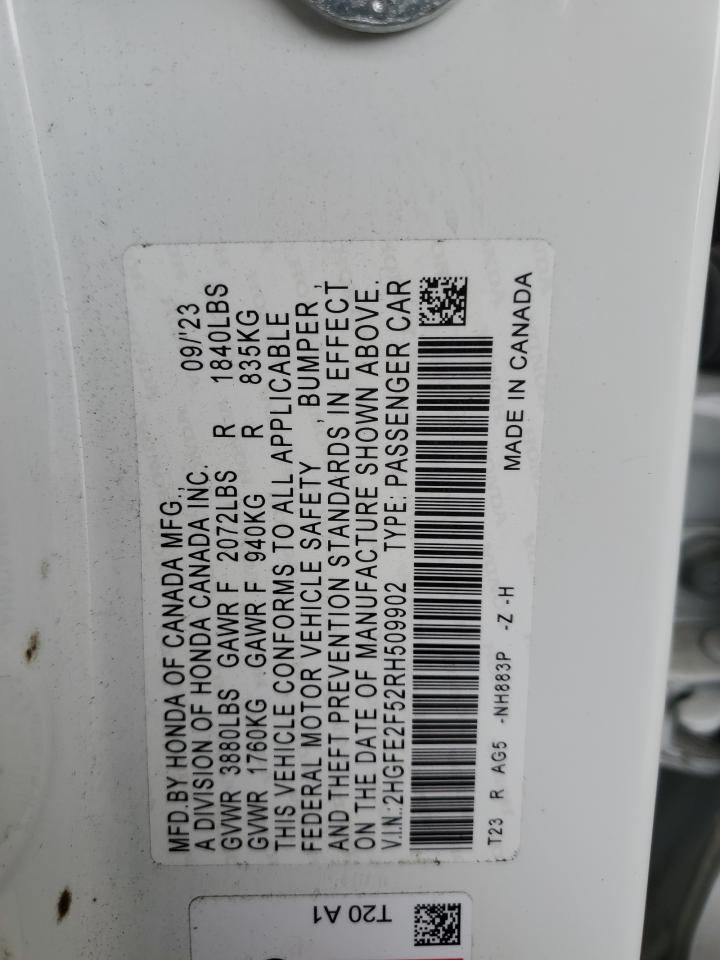 MFD.BY HONDA OF CANADA MFG., 09/'23
A DIVISION OF HONDA CANADA INC.
GVWR 3880LBS GAWR F 2072LBS R 1840LBS
GVWR 1760KG GAWR F 940KG R 835KG
THIS VEHICLE CONFORMS TO ALL APPLICABLE
FEDERAL MOTOR VEHICLE SAFETY , BUMPER ,
AND THEFT PREVENTION STANDARDS IN EFFECT
ON THE DATE OF MANUFACTURE SHOWN ABOVE.
V.I.N.:2HGFE2F52RH509902 TYPE: PASSENGER CAR
T23 R AG5 -NH883P -Z -H MADE IN CANADA
T20 A1